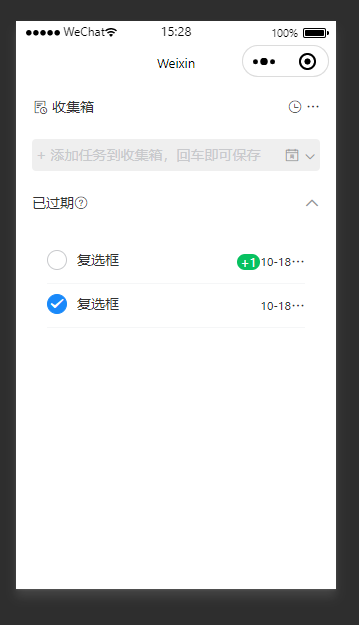 WeChat 15:28 100%
Weixin
收集箱
+ 添加任务到收集箱，回车即可保存
已过期
复选框 +1 10-18
复选框 10-18